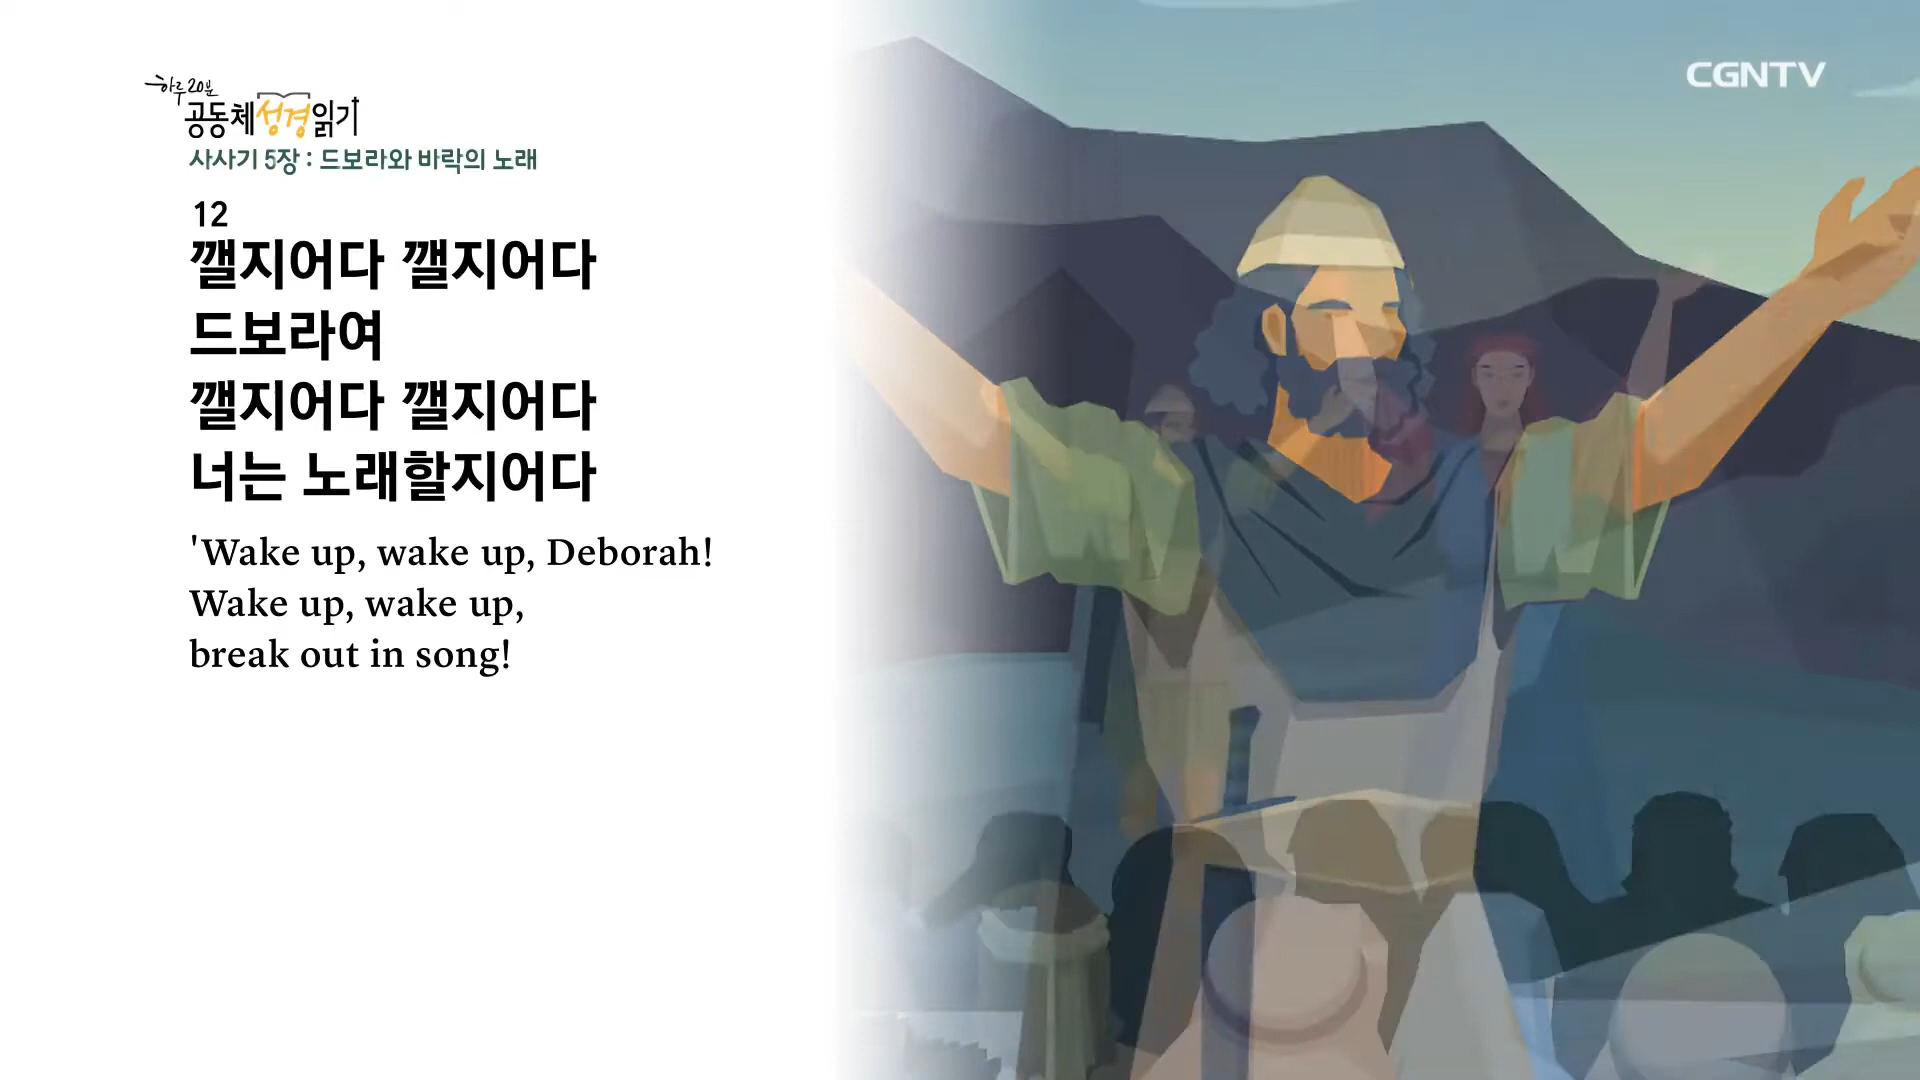 하루 20분
공동체성경읽기
사사기 5장 : 드보라와 바락의 노래
12
깰지어다 깰지어다
드보라여
깰지어다 깰지어다
너는 노래할지어다
'Wake up, wake up, Deborah!
Wake up, wake up,
break out in song!
CGNTV